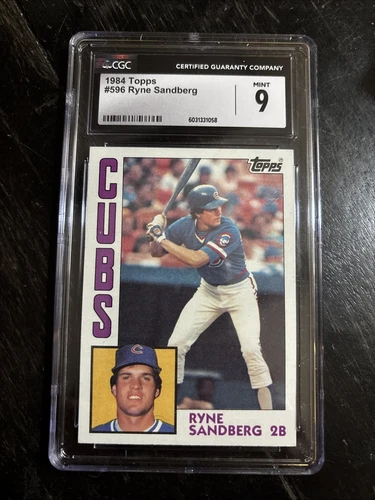 CGC
CERTIFIED GUARANTY COMPANY
1984 Topps
#596 Ryne Sandberg
MINT
9
6031331058
Topps
CUBS
RYNE
SANDBERG 2B